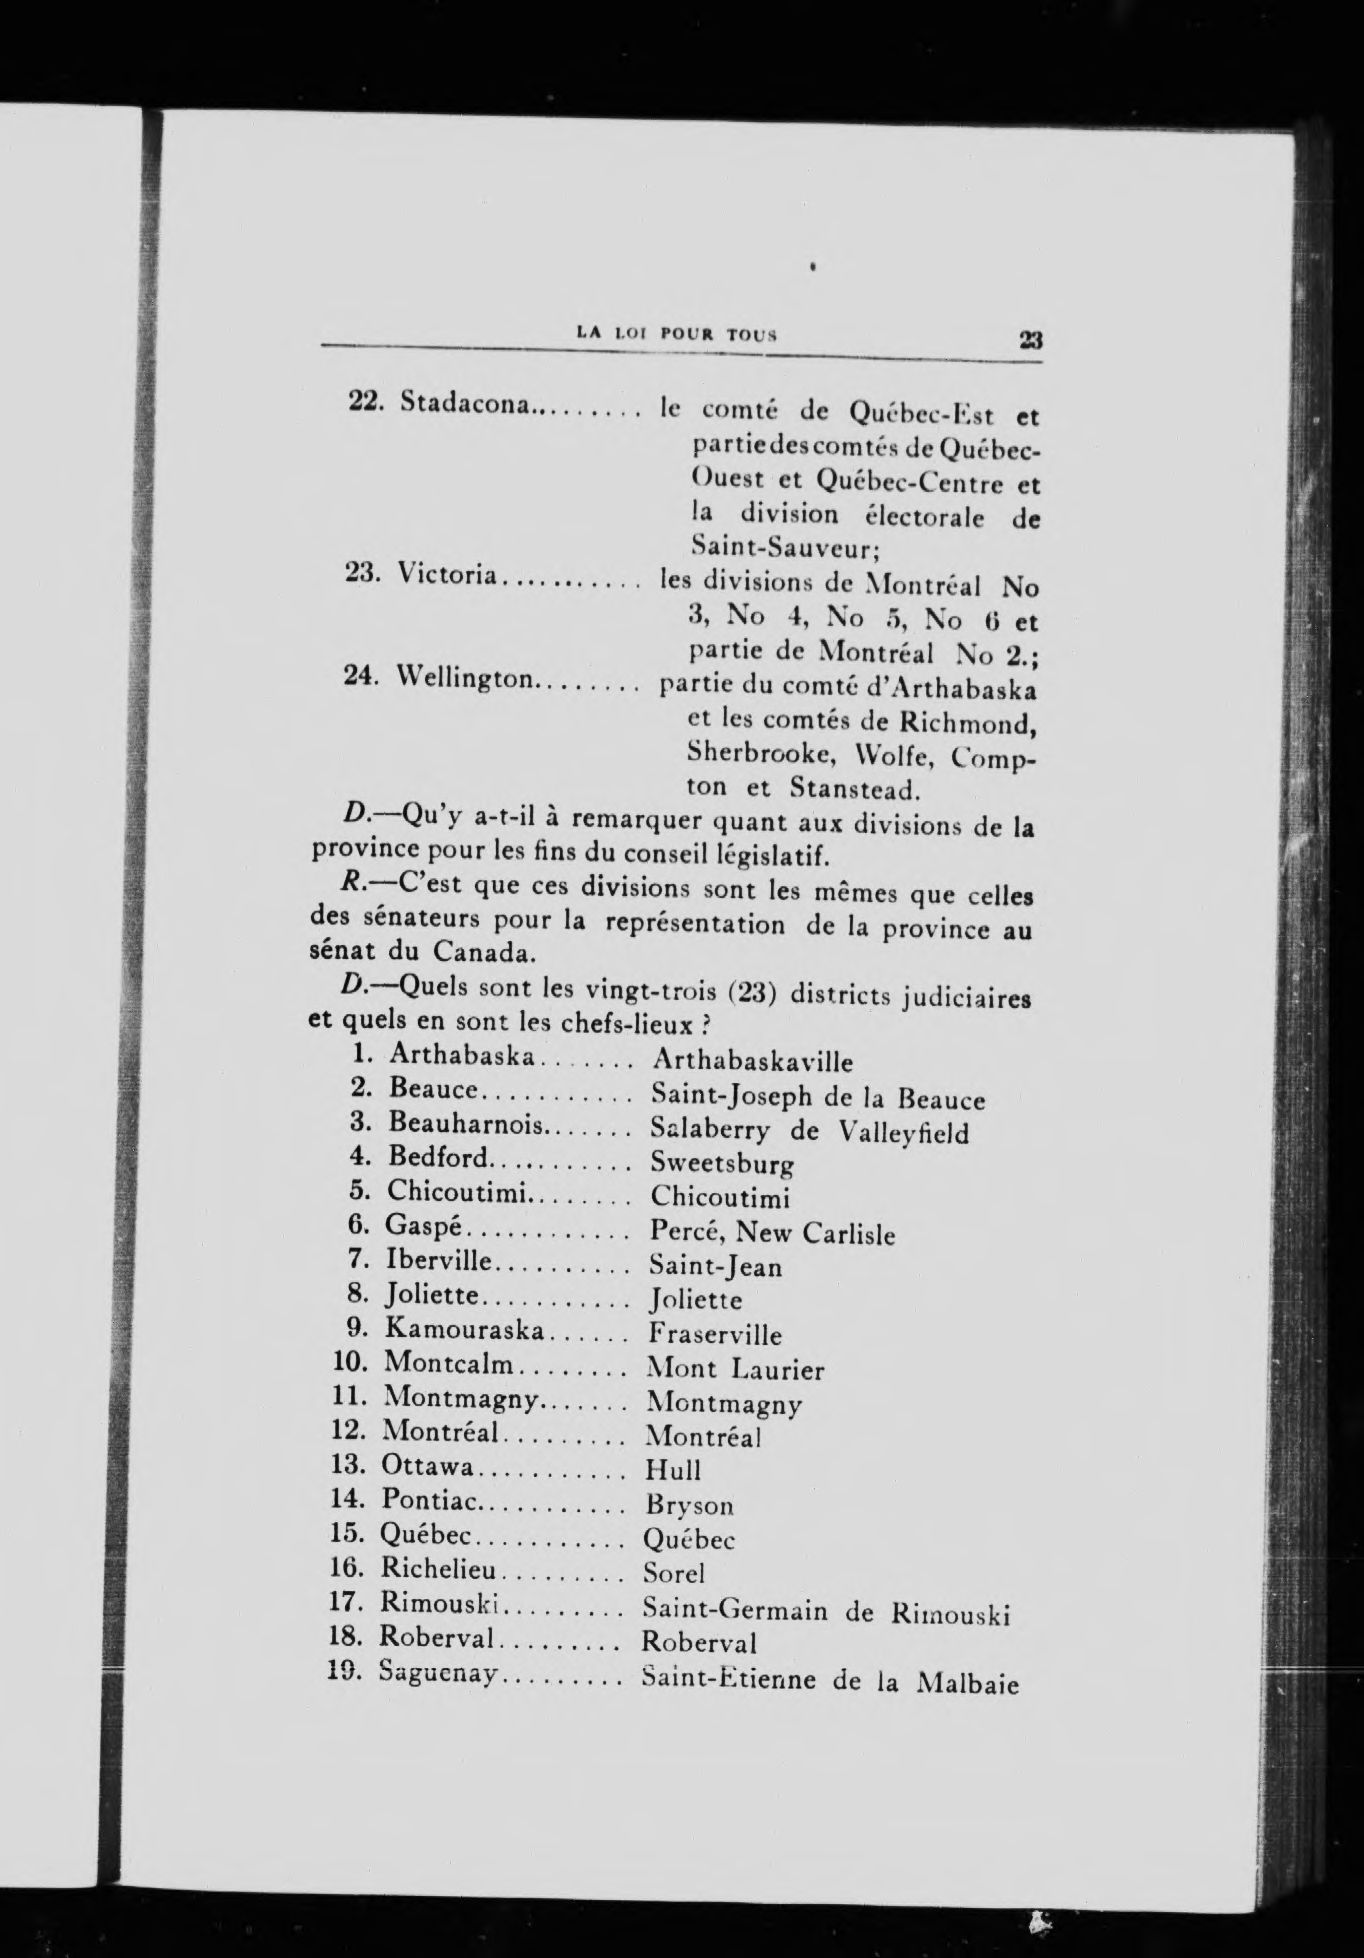 LA LOI POUR TOUS 23
22. Stadacona.......... le comté de Québec-Est et
partie des comtés de Québec-
Ouest et Québec-Centre et
la division électorale de
Saint-Sauveur;
23. Victoria............ les divisions de Montréal No
3, No 4, No 5, No 6 et
partie de Montréal No 2.;
24. Wellington......... partie du comté d'Arthabaska
et les comtés de Richmond,
Sherbrooke, Wolfe, Comp-
ton et Stanstead.
D.—Qu'y a-t-il à remarquer quant aux divisions de la
province pour les fins du conseil législatif.
R.—C'est que ces divisions sont les mêmes que celles
des sénateurs pour la représentation de la province au
sénat du Canada.
D.—Quels sont les vingt-trois (23) districts judiciaires
et quels en sont les chefs-lieux ?
1. Arthabaska........ Arthabaskaville
2. Beauce............ Saint-Joseph de la Beauce
3. Beauharnois....... Salaberry de Valleyfield
4. Bedford............ Sweetsburg
5. Chicoutimi......... Chicoutimi
6. Gaspé............. Percé, New Carlisle
7. Iberville........... Saint-Jean
8. Joliette............ Joliette
9. Kamouraska....... Fraserville
10. Montcalm........ Mont Laurier
11. Montmagny....... Montmagny
12. Montréal.......... Montréal
13. Ottawa............ Hull
14. Pontiac............ Bryson
15. Québec............ Québec
16. Richelieu.......... Sorel
17. Rimouski.......... Saint-Germain de Rimouski
18. Roberval.......... Roberval
19. Saguenay.......... Saint-Etienne de la Malbaie